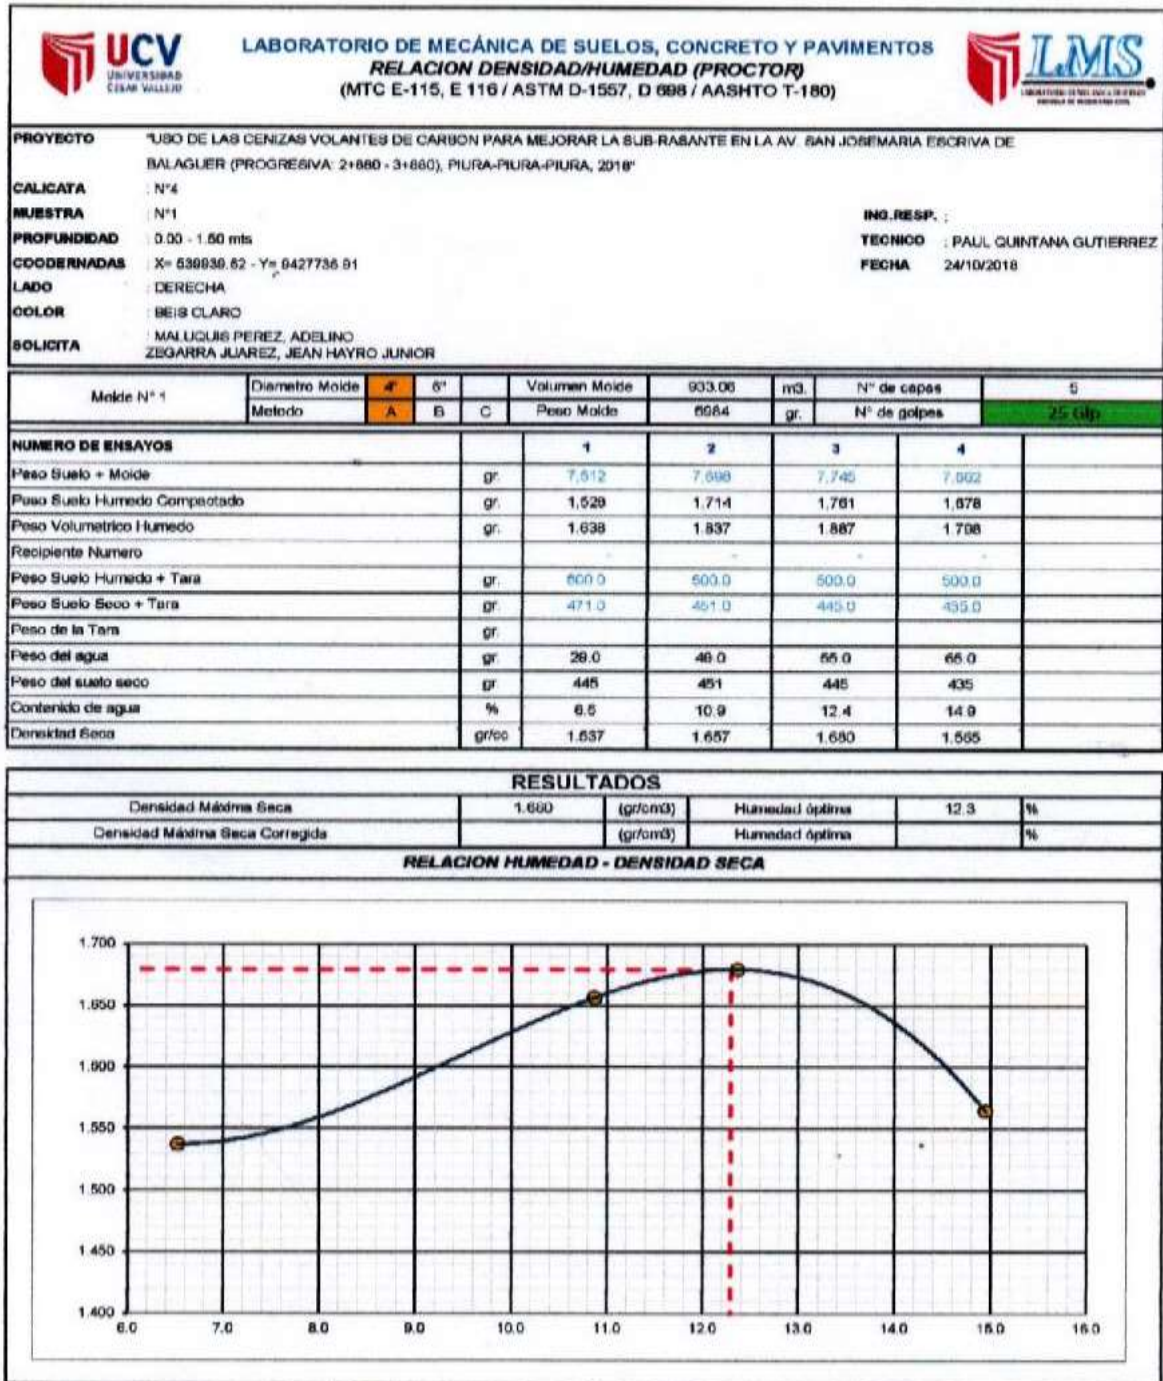 UCV
UNIVERSIDAD
CÉSAR VALLEJO
LABORATORIO DE MECÁNICA DE SUELOS, CONCRETO Y PAVIMENTOS
RELACION DENSIDAD/HUMEDAD (PROCTOR)
(MTC E-115, E 116 / ASTM D-1557, D 698 / AASHTO T-180)
LMS
PROYECTO "USO DE LAS CENIZAS VOLANTES DE CARBON PARA MEJORAR LA SUB-RASANTE EN LA AV. SAN JOSEMARIA ESCRIVA DE
BALAGUER (PROGRESIVA: 2+880 - 3+880), PIURA-PIURA-PIURA, 2018"
CALICATA : N°4
MUESTRA : N°1 ING.RESP. :
PROFUNDIDAD : 0.00 - 1.50 mts TECNICO : PAUL QUINTANA GUTIERREZ
COODERNADAS : X= 539939.62 - Y= 9427736.91 FECHA 24/10/2018
LADO : DERECHA
COLOR : BEIS CLARO
SOLICITA : MALUQUIS PEREZ, ADELINO
ZEGARRA JUAREZ, JEAN HAYRO JUNIOR
Molde N° 1 Diametro Molde 4" 6" Volumen Molde 933.06 m3. N° de capas 5
Metodo A B C Peso Molde 5984 gr. N° de golpes 25 Glp
NUMERO DE ENSAYOS 1 2 3 4
Peso Suelo + Molde gr. 7,512 7,698 7,745 7,662
Peso Suelo Humedo Compactado gr. 1,528 1,714 1,761 1,678
Peso Volumetrico Humedo gr. 1.638 1.837 1.887 1.798
Recipiente Numero - - - -
Peso Suelo Humedo + Tara gr. 500.0 500.0 500.0 500.0
Peso Suelo Seco + Tara gr. 471.0 451.0 445.0 435.0
Peso de la Tara gr.
Peso del agua gr. 29.0 49.0 55.0 65.0
Peso del suelo seco gr. 445 451 445 435
Contenido de agua % 6.5 10.9 12.4 14.9
Densidad Seca gr/cc 1.537 1.657 1.680 1.565
RESULTADOS
Densidad Máxima Seca 1.680 (gr/cm3) Humedad óptima 12.3 %
Densidad Máxima Seca Corregida (gr/cm3) Humedad óptima %
RELACION HUMEDAD - DENSIDAD SECA
1.700
1.650
1.600
1.550
1.500
1.450
1.400
6.0 7.0 8.0 9.0 10.0 11.0 12.0 13.0 14.0 15.0 16.0